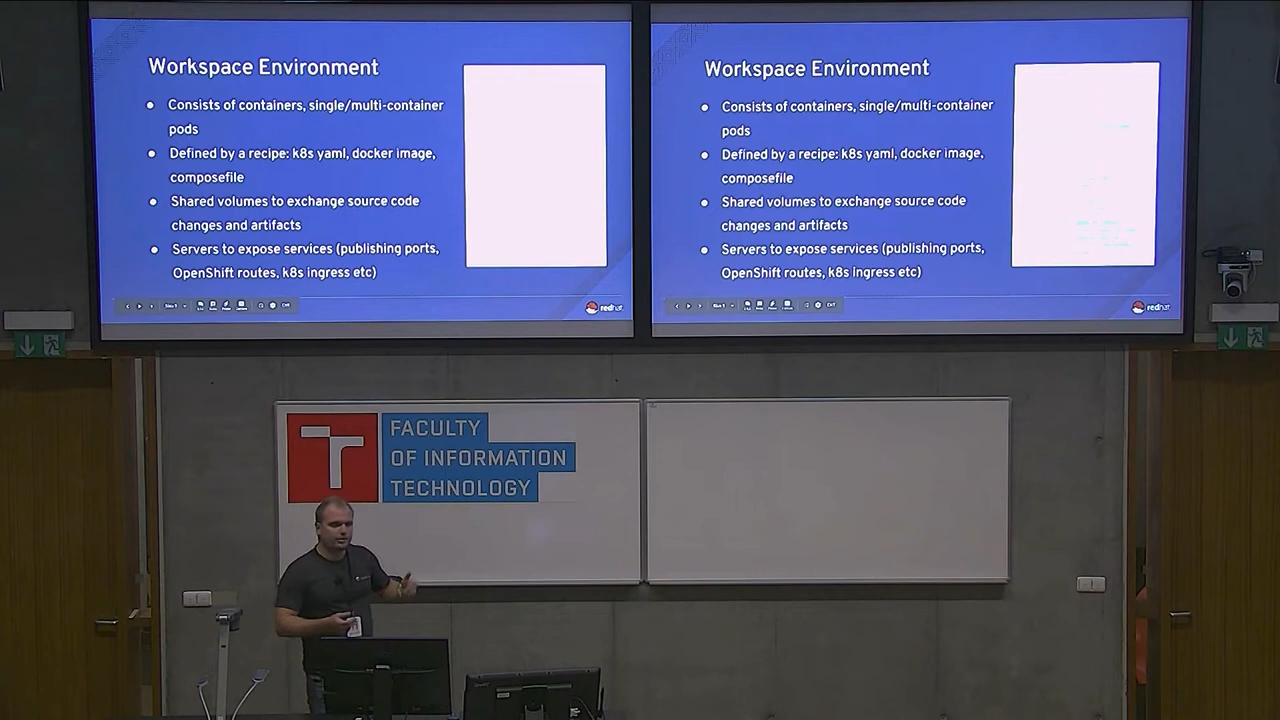 Workspace Environment
Consists of containers, single/multi-container
pods
Defined by a recipe: k8s yaml, docker image,
composefile
Shared volumes to exchange source code
changes and artifacts
Servers to expose services (publishing ports,
OpenShift routes, k8s ingress etc)
redhat
Workspace Environment
Consists of containers, single/multi-container
pods
Defined by a recipe: k8s yaml, docker image,
composefile
Shared volumes to exchange source code
changes and artifacts
Servers to expose services (publishing ports,
OpenShift routes, k8s ingress etc)
redhat
FACULTY
OF INFORMATION
TECHNOLOGY